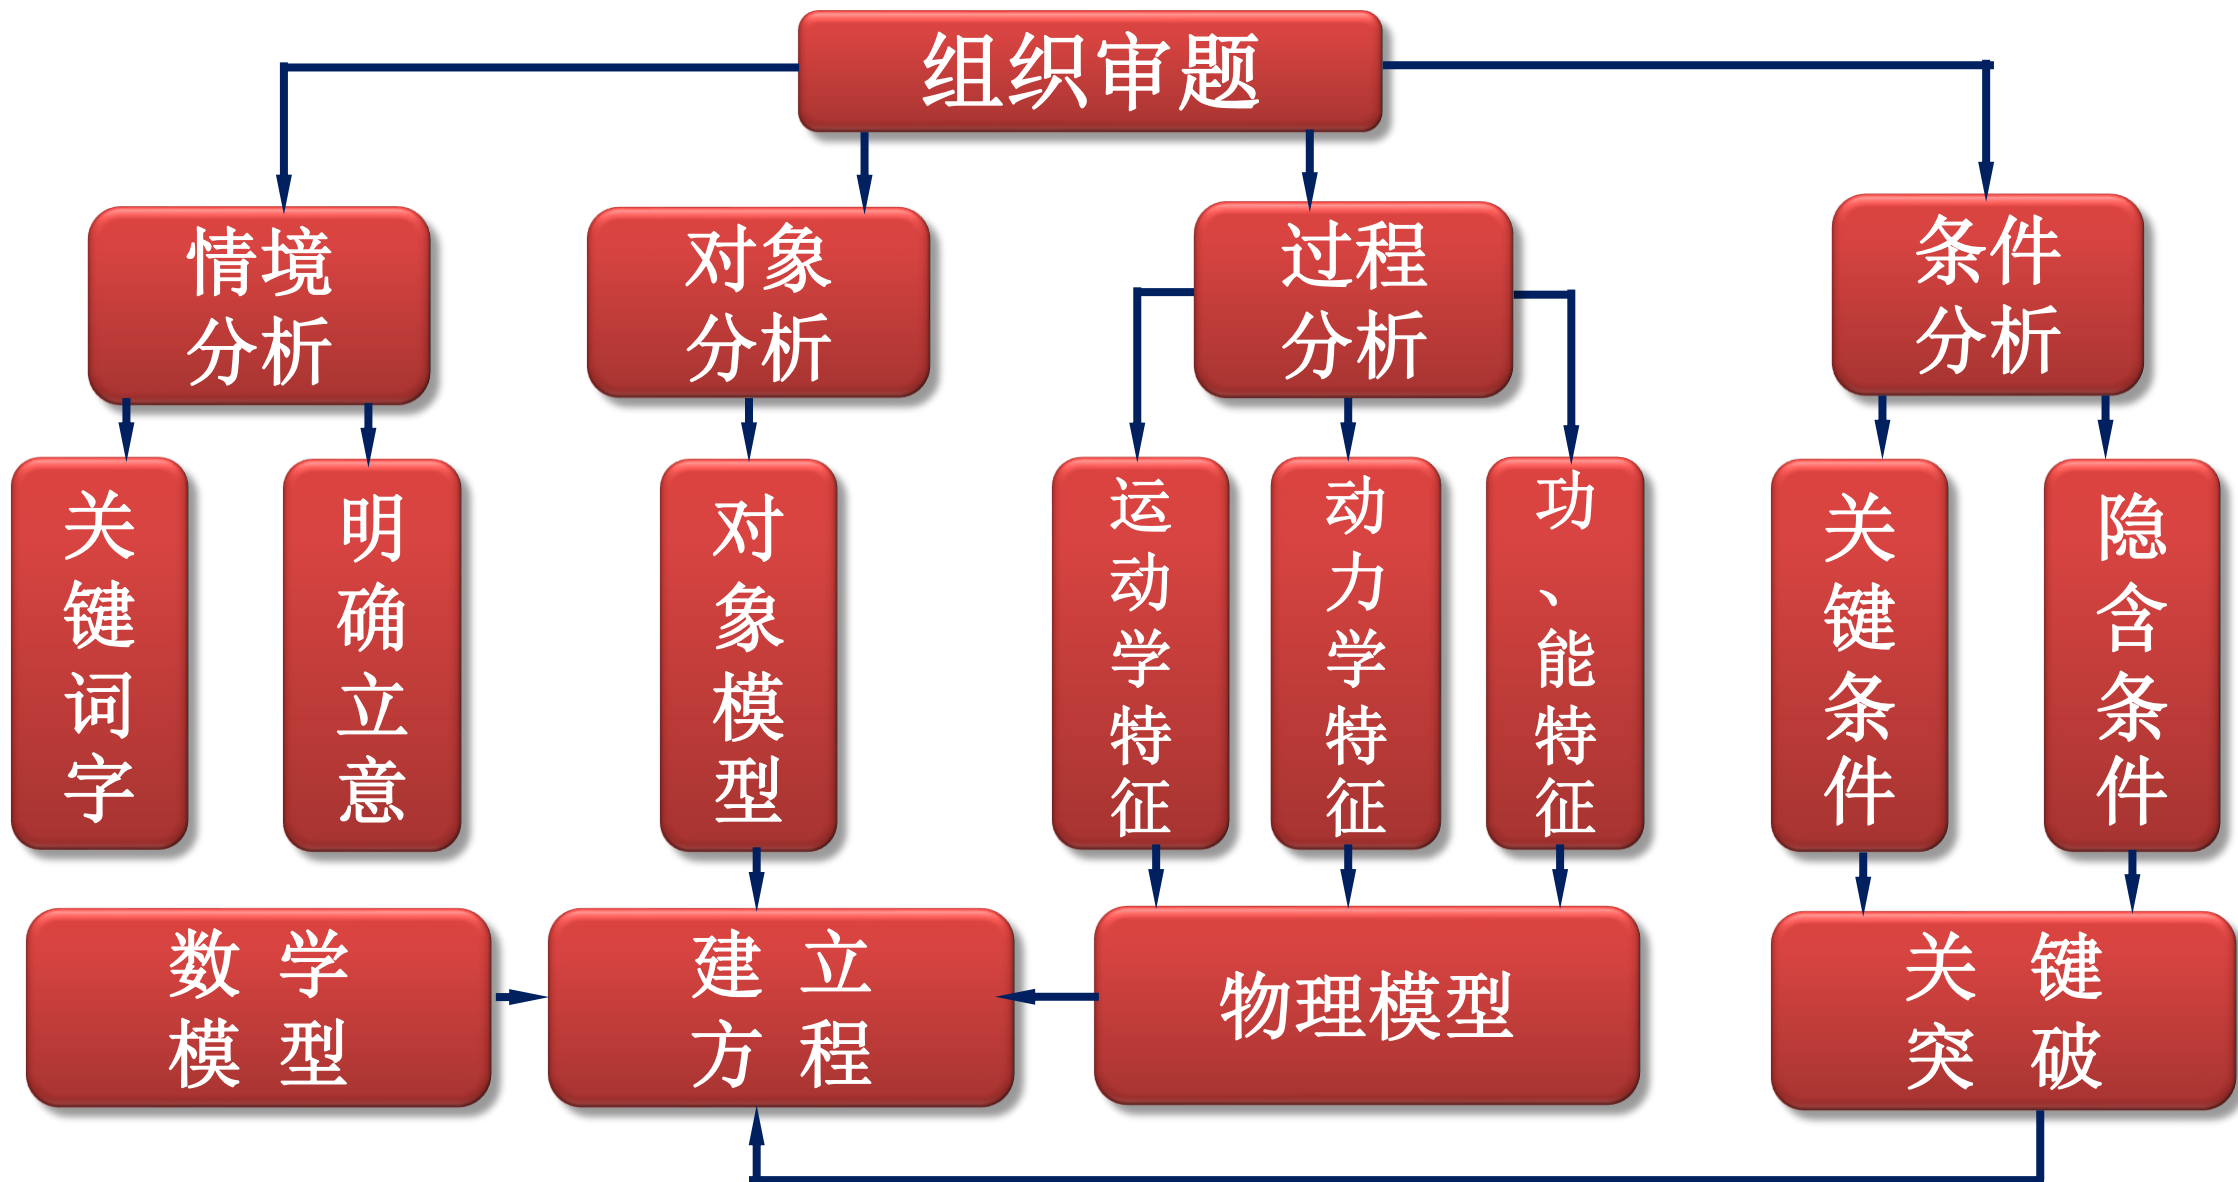 组织审题
情境
分析
对象
分析
过程
分析
条件
分析
关键词字
明确立意
对象模型
运动学特征
动力学特征
功、能特征
关键条件
隐含条件
数 学
模 型
建 立
方 程
物理模型
关 键
突 破